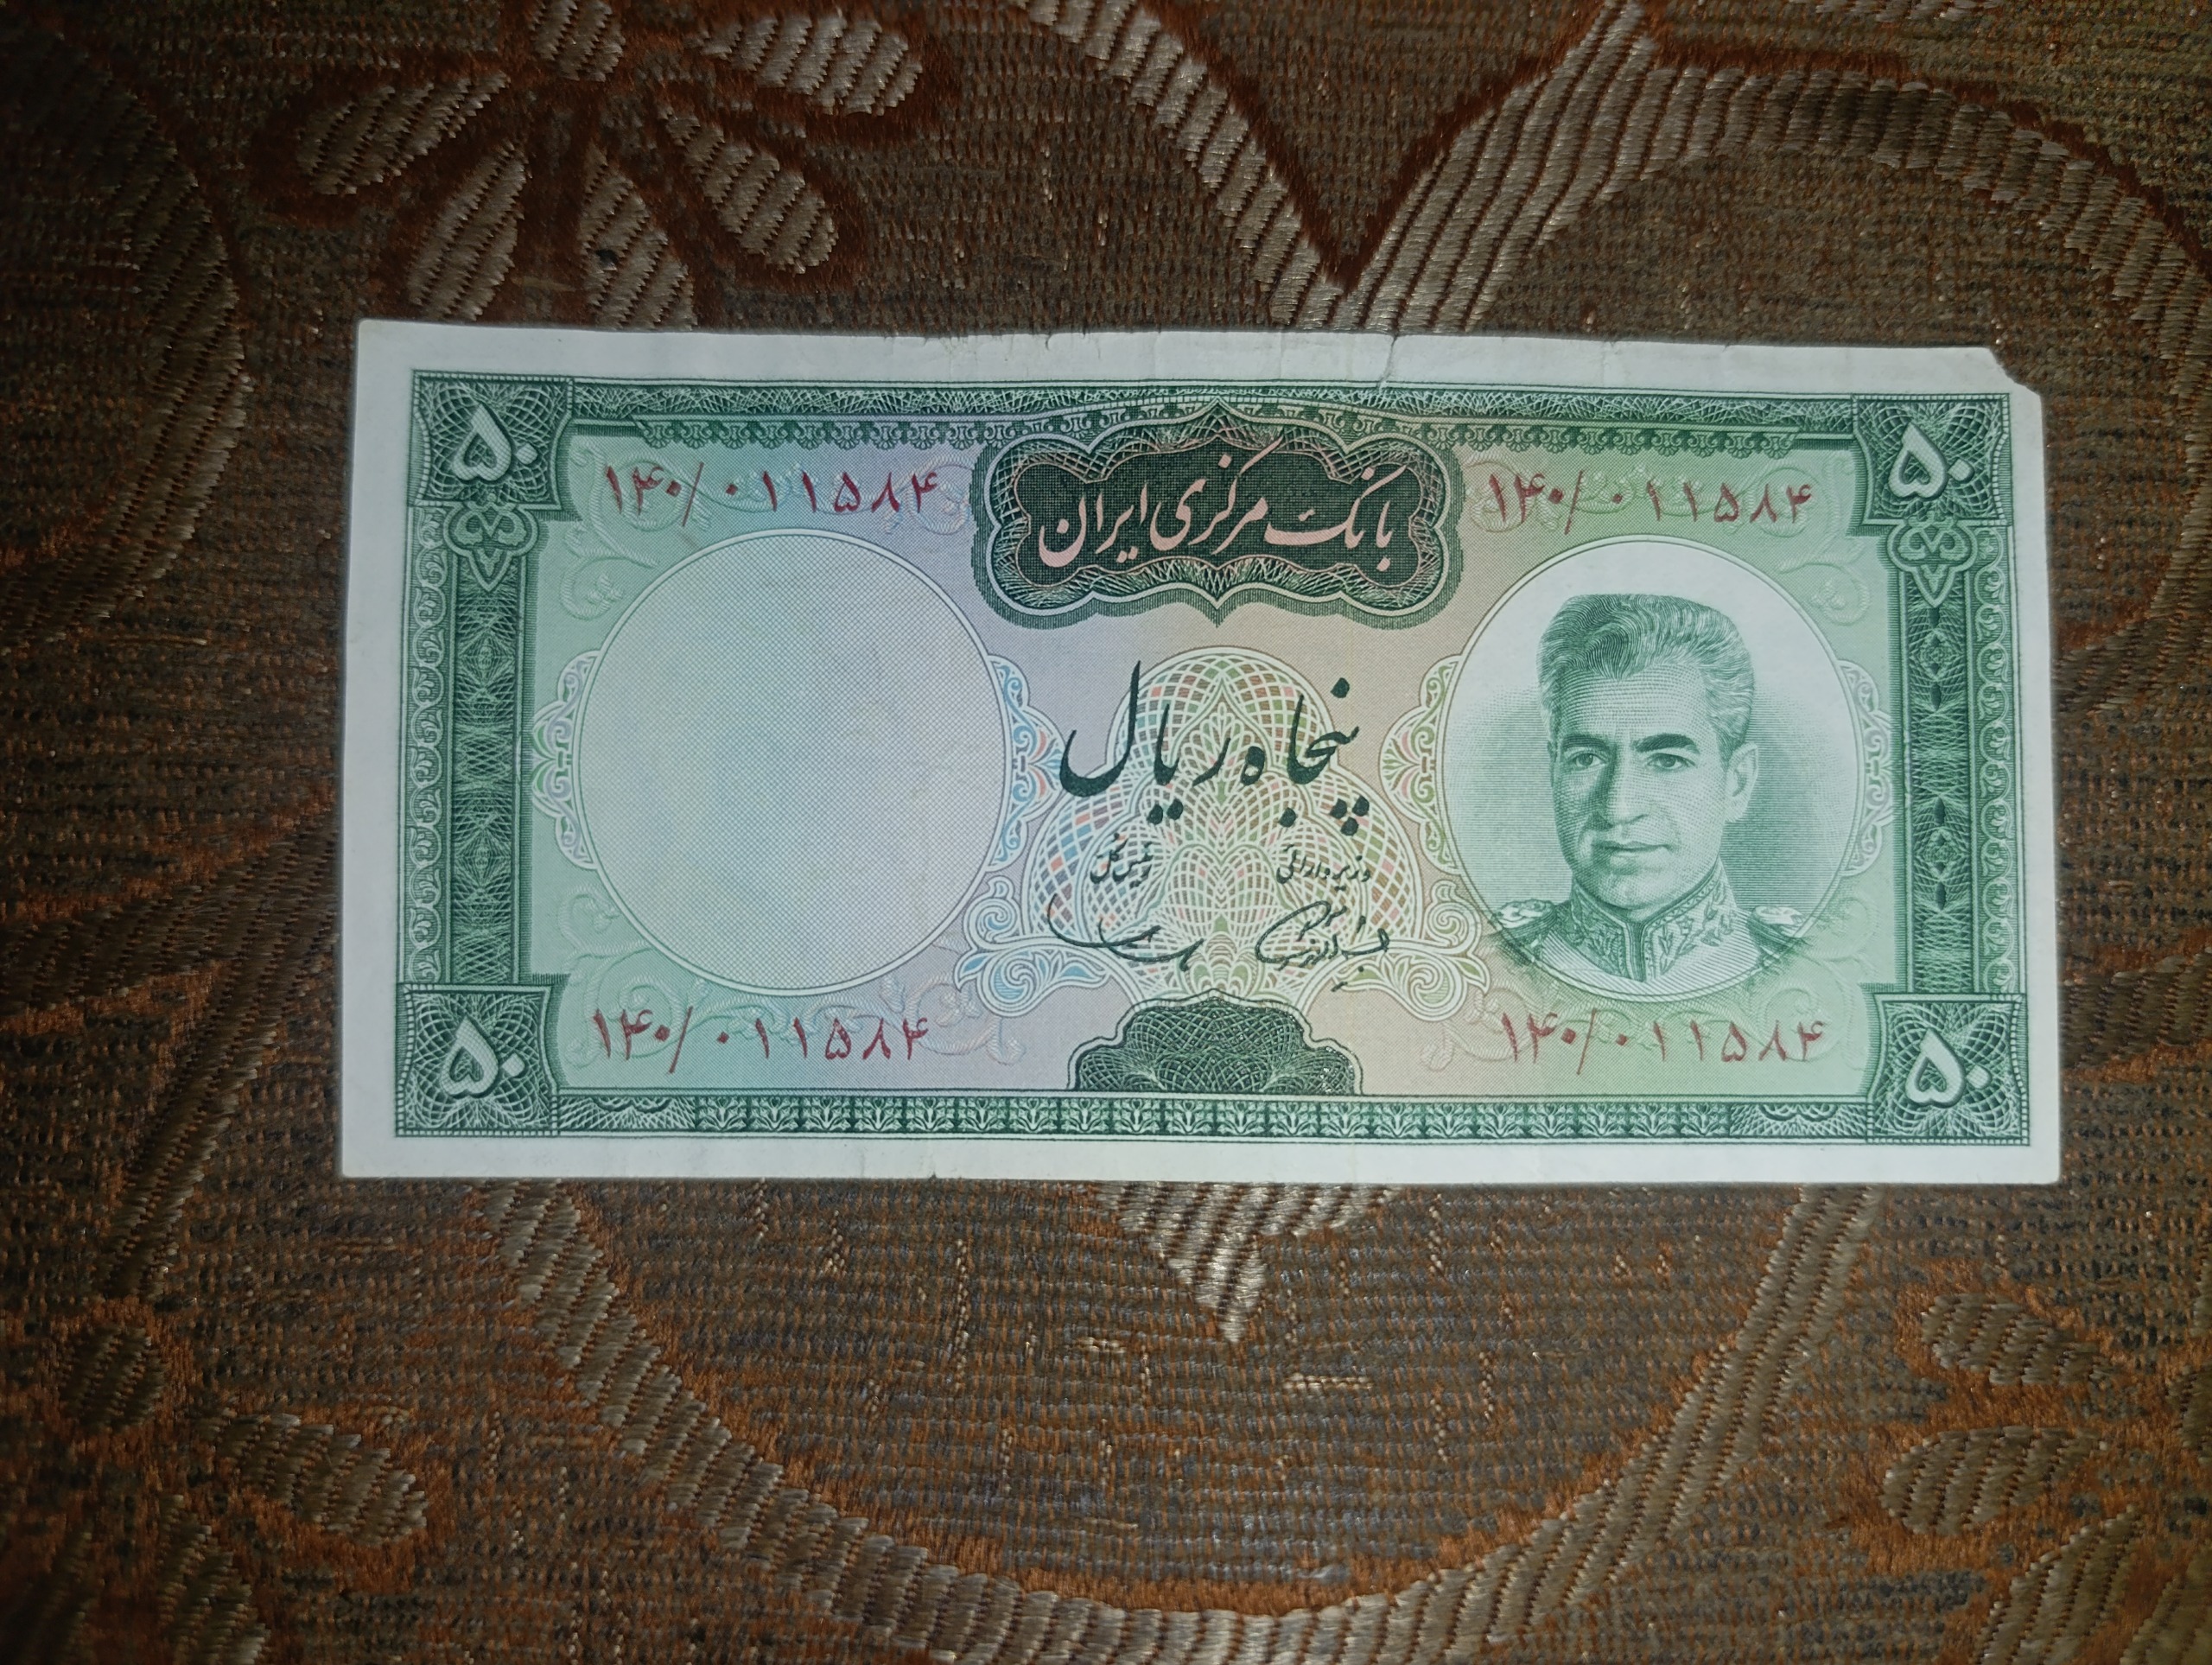 ۵۰ ۵۰
۱۴۰/۰۱۱۵۸۴ ۱۴۰/۰۱۱۵۸۴
بانک مرکزی ایران
پنجاه ریال
وزیر دارائی رئیس کل
۱۴۰/۰۱۱۵۸۴ ۱۴۰/۰۱۱۵۸۴
۵۰ ۵۰